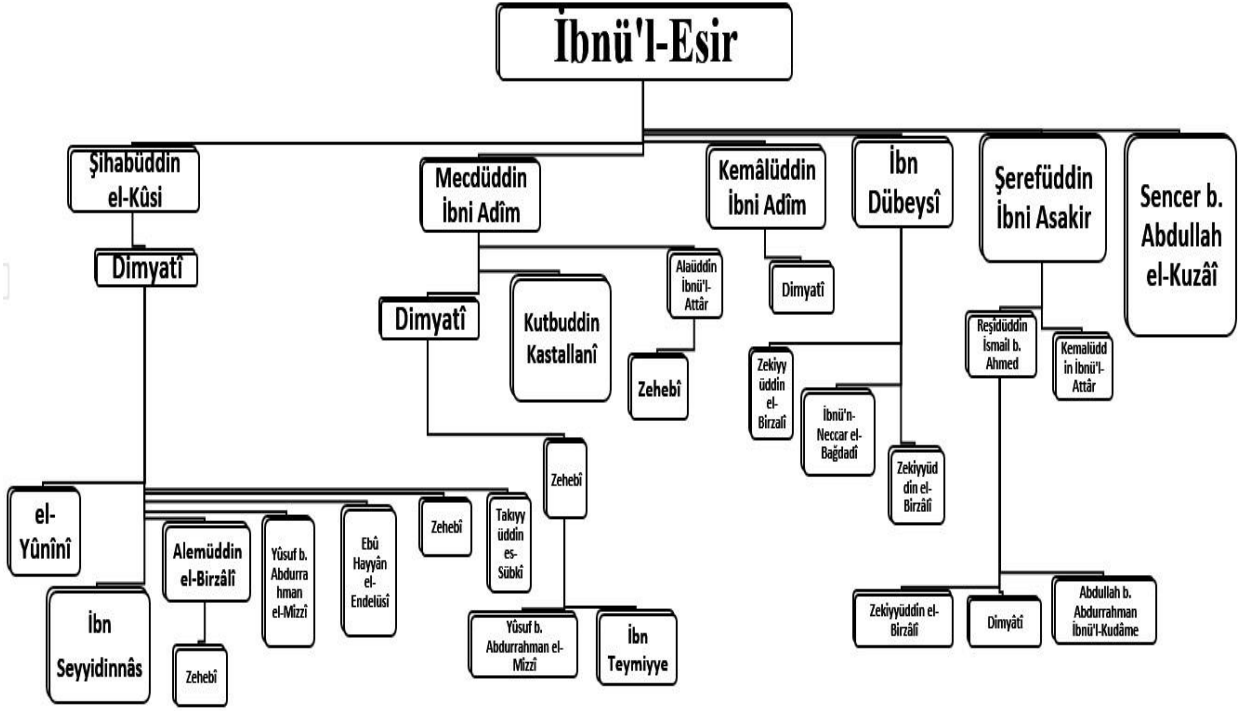 İbnü'l-Esir
Şihabüddin
el-Kûsi
Mecdüddin
İbni Adîm
Kemâlüddin
İbni Adîm
İbn
Dübeysî
Şerefüddin
İbni Asakir
Sencer b.
Abdullah
el-Kuzâî
Dimyatî
Dimyatî
Kutbuddin
Kastallanî
Alaüddin
İbnü'l-
Attâr
Dimyatî
Zehebî
Zekiyy
üddin
el-
Birzalî
İbnü'n-
Neccar el-
Bağdadî
Zekiyyüd
din el-
Birzâlî
Reşîdüddin
İsmail b.
Ahmed
Kemalüdd
in İbnü'l-
Attâr
Zehebî
el-
Yûnînî
İbn
Seyyidinnâs
Alemüddin
el-Birzâlî
Zehebî
Yûsuf b.
Abdurra
hman
el-Mizzî
Ebû
Hayyân
el-
Endelüsî
Zehebî
Takıyy
üddin
es-
Sübkî
Yûsuf b.
Abdurrahman el-
Mizzî
İbn
Teymiyye
Zekiyyüddîn el-
Birzâlî
Dimyâtî
Abdullah b.
Abdurrahman
İbnü'l-Kudâme